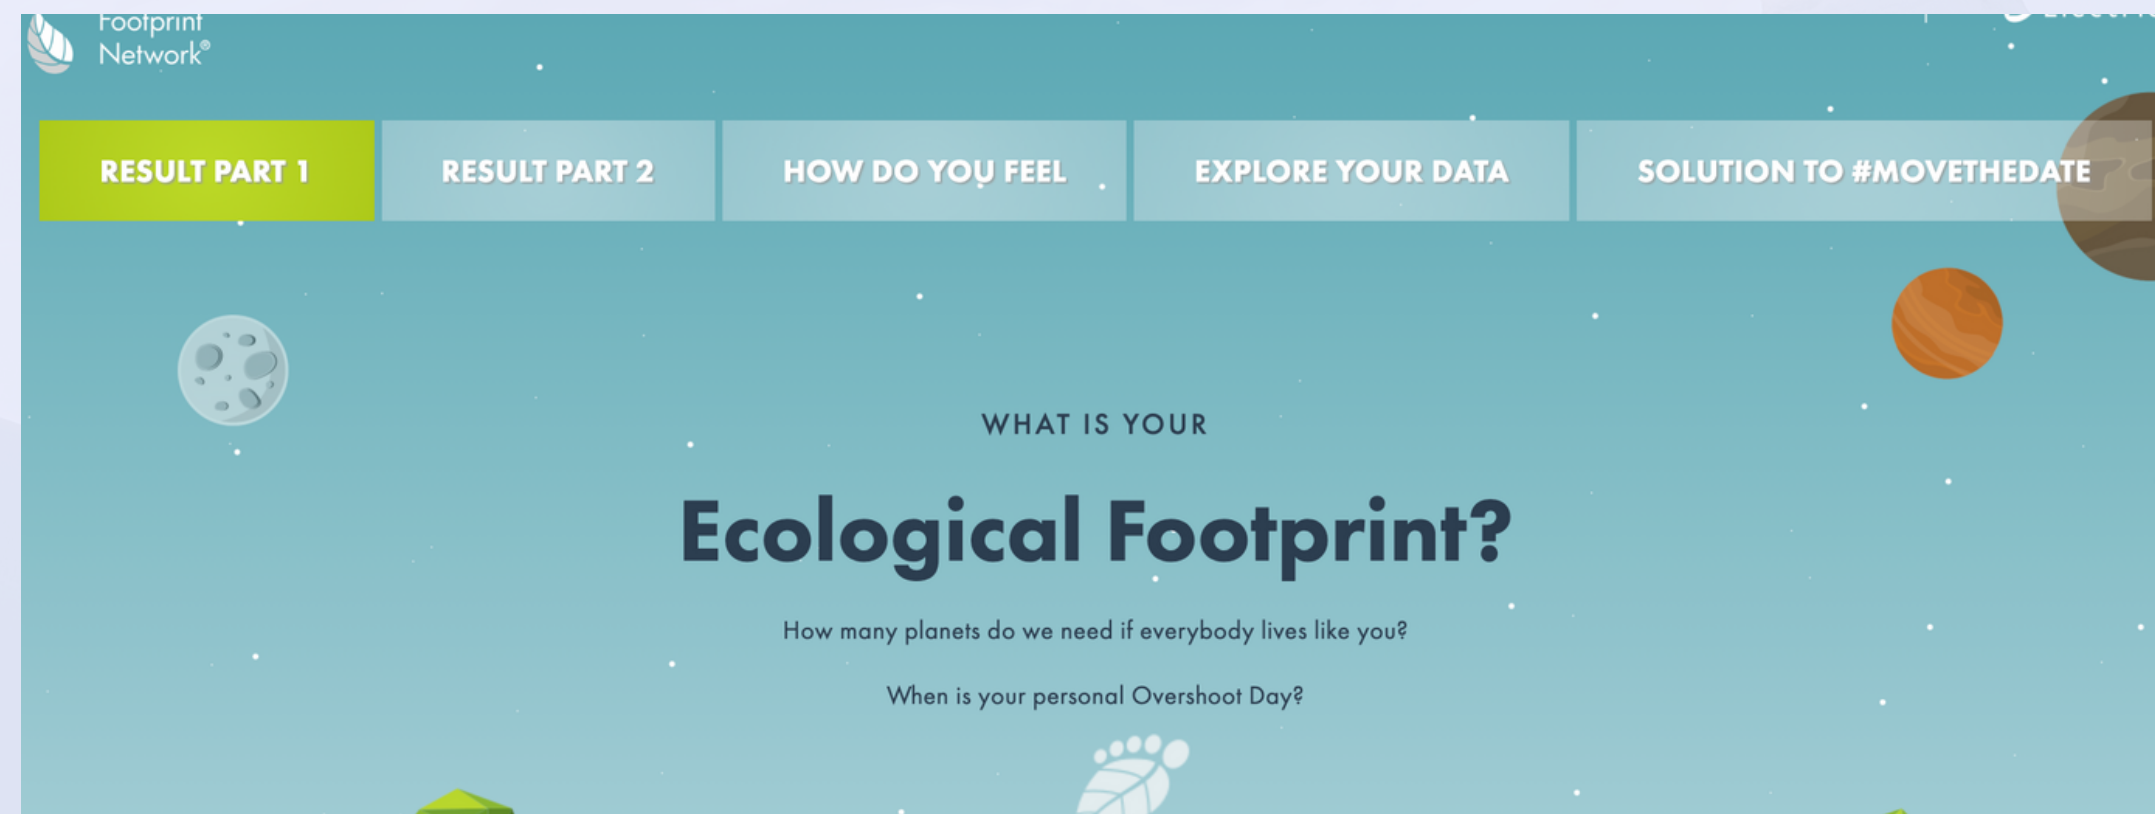 Footprint
Network®
RESULT PART 1
RESULT PART 2
HOW DO YOU FEEL
EXPLORE YOUR DATA
SOLUTION TO #MOVETHEDATE
WHAT IS YOUR
Ecological Footprint?
How many planets do we need if everybody lives like you?
When is your personal Overshoot Day?